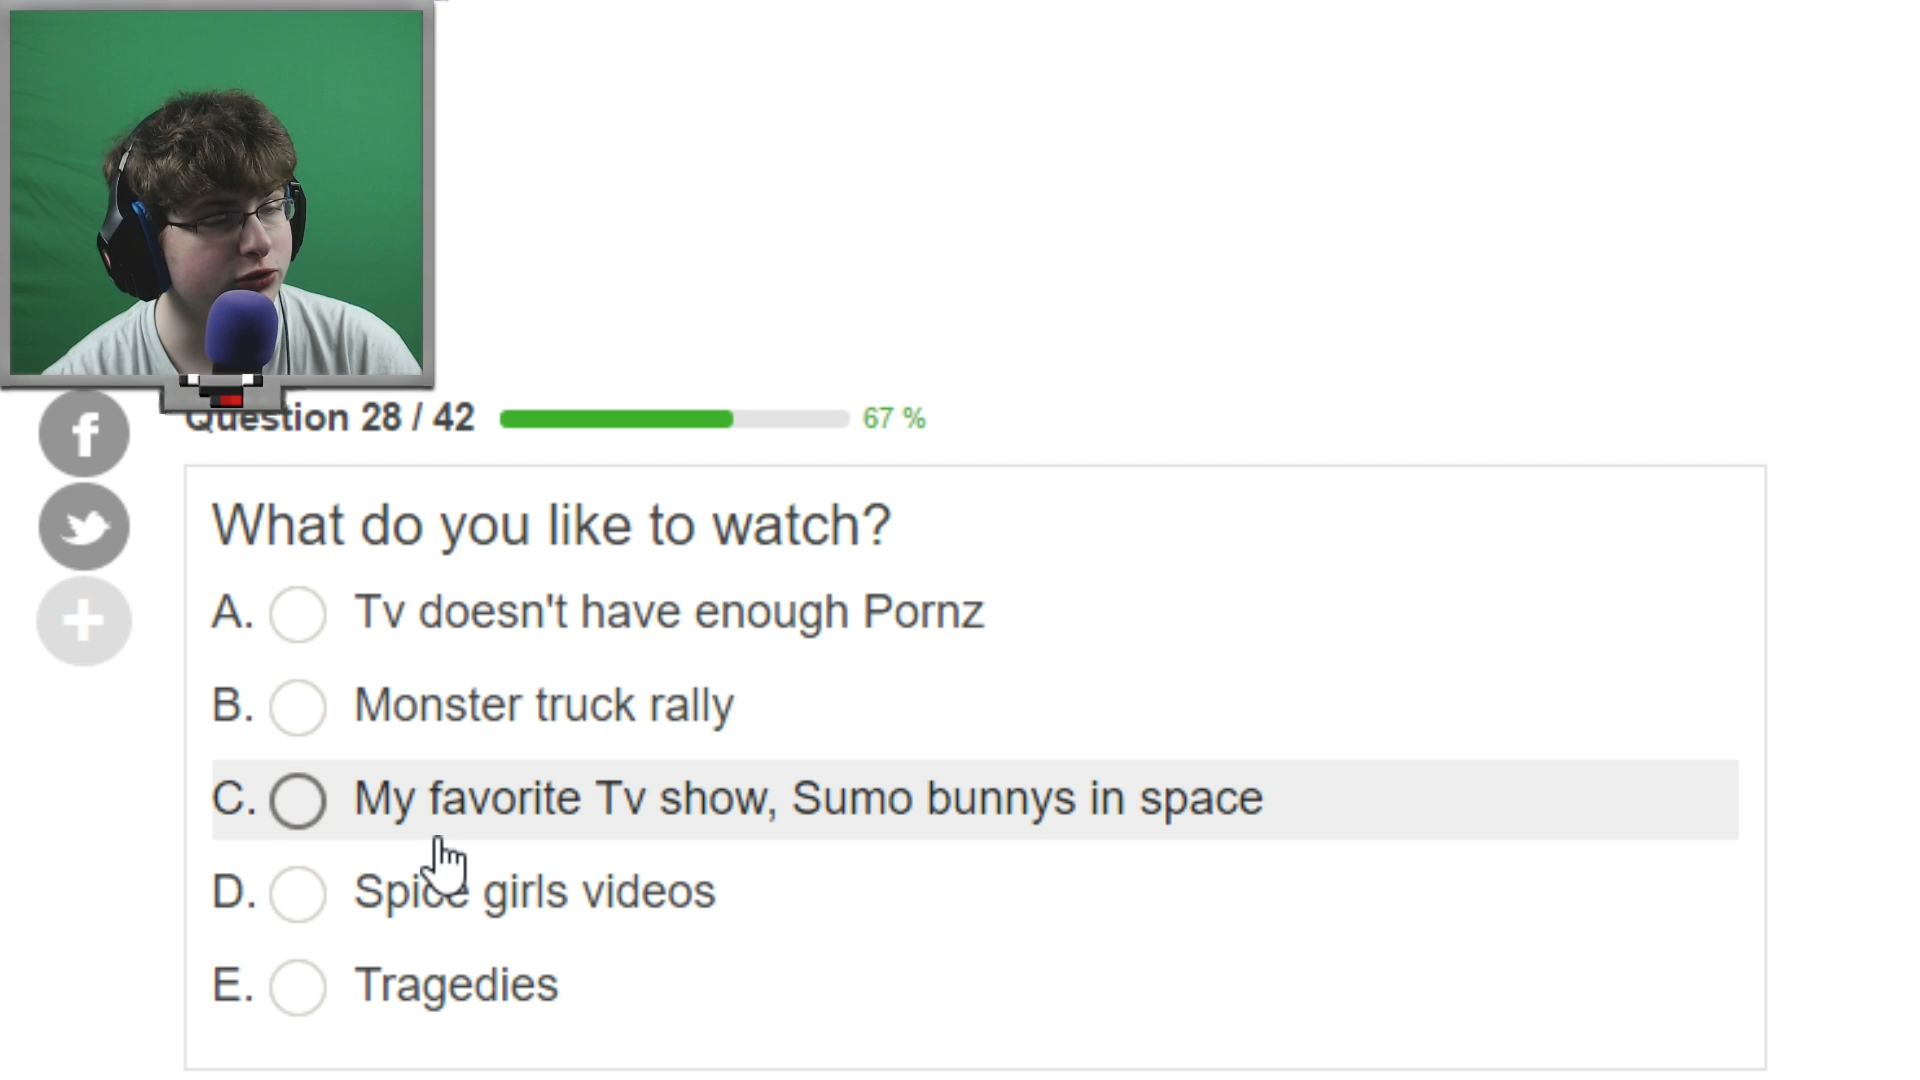 Question 28 / 42 67 %
What do you like to watch?
A. Tv doesn't have enough Pornz
B. Monster truck rally
C. My favorite Tv show, Sumo bunnys in space
D. Spice girls videos
E. Tragedies